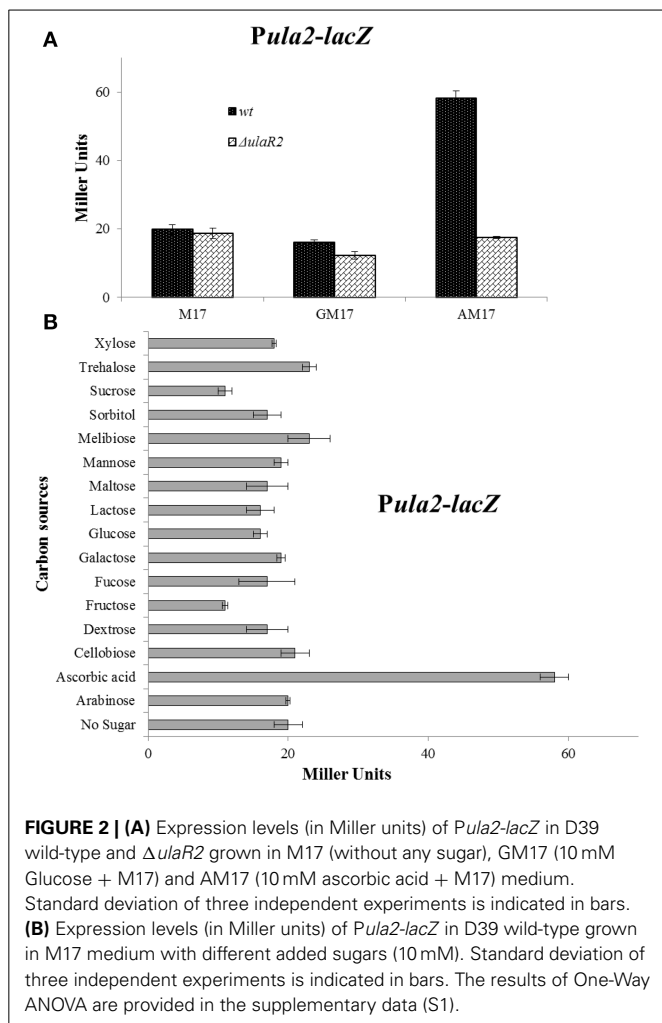 A
Pula2-lacZ
Miller Units
60
40
20
0
wt
ΔulaR2
M17
GM17
AM17
B
Carbon sources
Xylose
Trehalose
Sucrose
Sorbitol
Melibiose
Mannose
Maltose
Lactose
Glucose
Galactose
Fucose
Fructose
Dextrose
Cellobiose
Ascorbic acid
Arabinose
No Sugar
Pula2-lacZ
0 20 40 60
Miller Units
FIGURE 2 | (A) Expression levels (in Miller units) of Pula2-lacZ in D39
wild-type and ΔulaR2 grown in M17 (without any sugar), GM17 (10 mM
Glucose + M17) and AM17 (10 mM ascorbic acid + M17) medium.
Standard deviation of three independent experiments is indicated in bars.
(B) Expression levels (in Miller units) of Pula2-lacZ in D39 wild-type grown
in M17 medium with different added sugars (10 mM). Standard deviation of
three independent experiments is indicated in bars. The results of One-Way
ANOVA are provided in the supplementary data (S1).